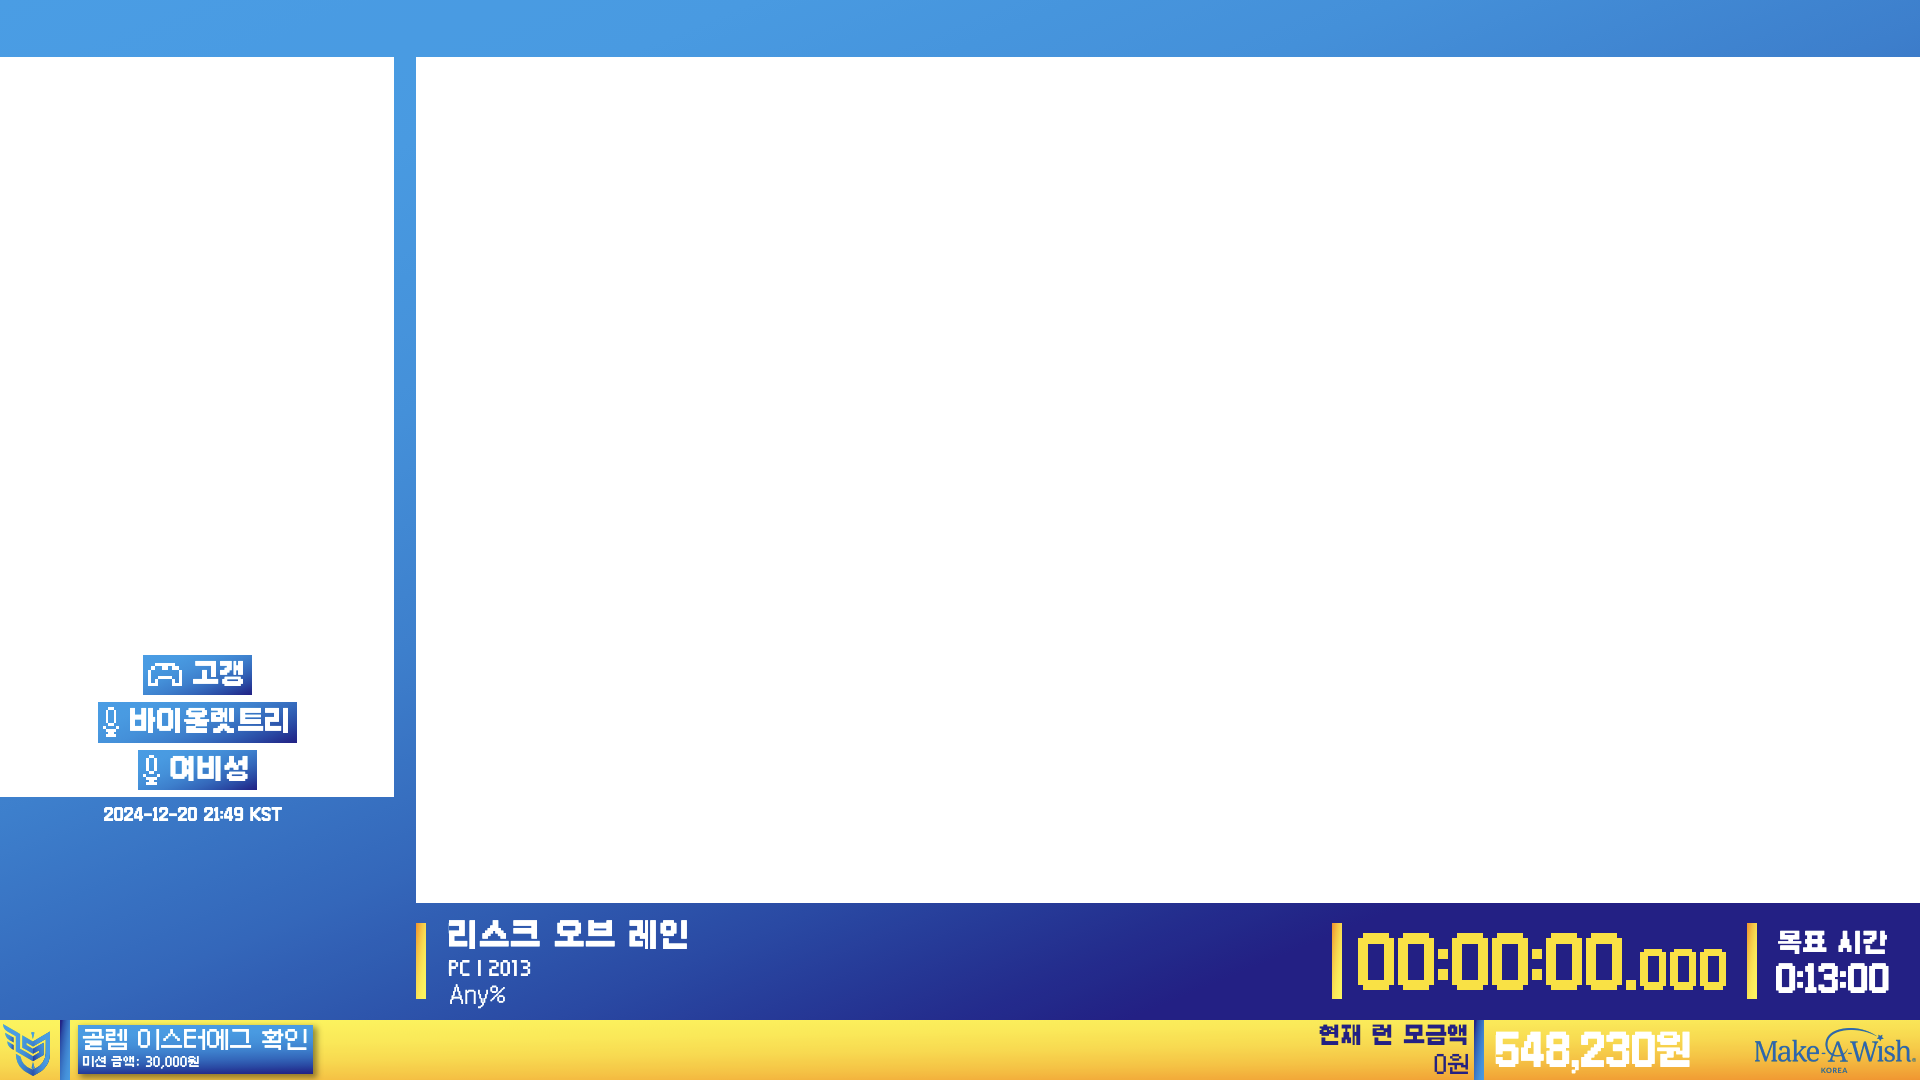 고갱
바이올렛트리
여비성
2024-12-20 21:49 KST
리스크 오브 레인
PC | 2013
Any%
00:00:00.000
목표 시간
0:13:00
골렘 이스터에그 확인
미션 금액: 30,000원
현재 런 모금액
0원
548,230원
Make-A-Wish.
KOREA